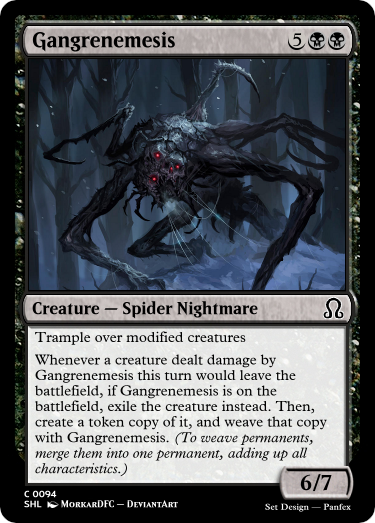 Gangrenemesis 5
Creature — Spider Nightmare
Trample over modified creatures
Whenever a creature dealt damage by
Gangrenemesis this turn would leave the
battlefield, if Gangrenemesis is on the
battlefield, exile the creature instead. Then,
create a token copy of it, and weave that copy
with Gangrenemesis. (To weave permanents,
merge them into one permanent, adding up all
characteristics.)
6/7
C 0094
SHL MorkarDFC — DeviantArt
Set Design — Panfex